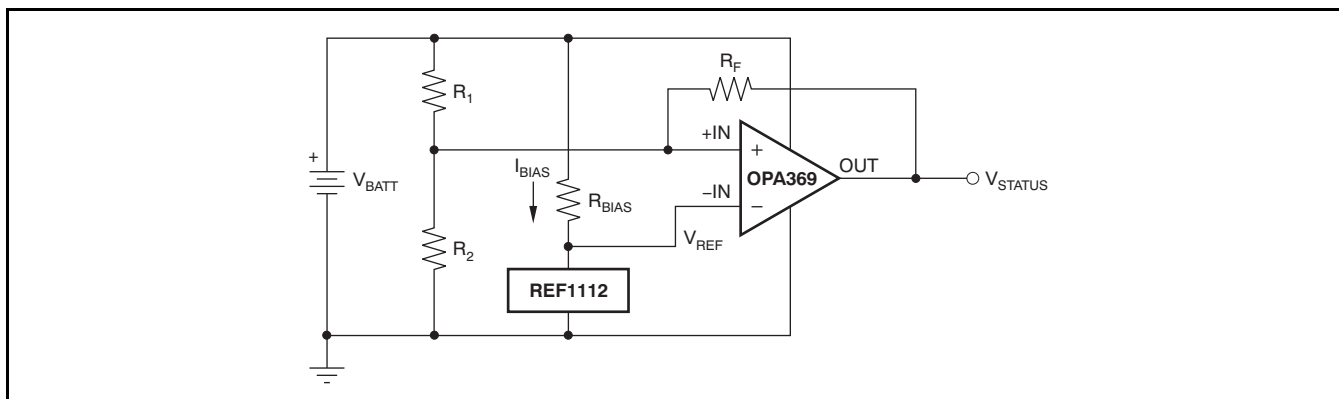 R_F
R_1
+IN
+
I_BIAS
OPA369
OUT
+
V_BATT
R_BIAS
−IN
−
V_STATUS
V_REF
R_2
REF1112